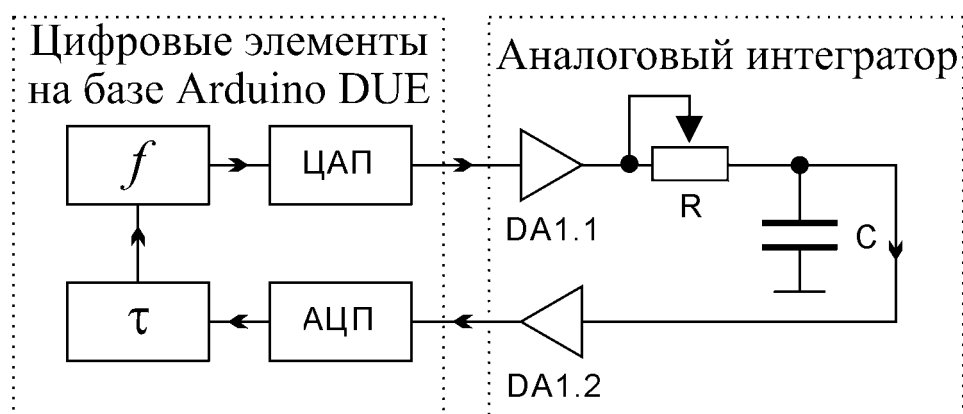 Цифровые элементы
на базе Arduino DUE
Аналоговый интегратор
f
ЦАП
DA1.1
R
C
τ
АЦП
DA1.2